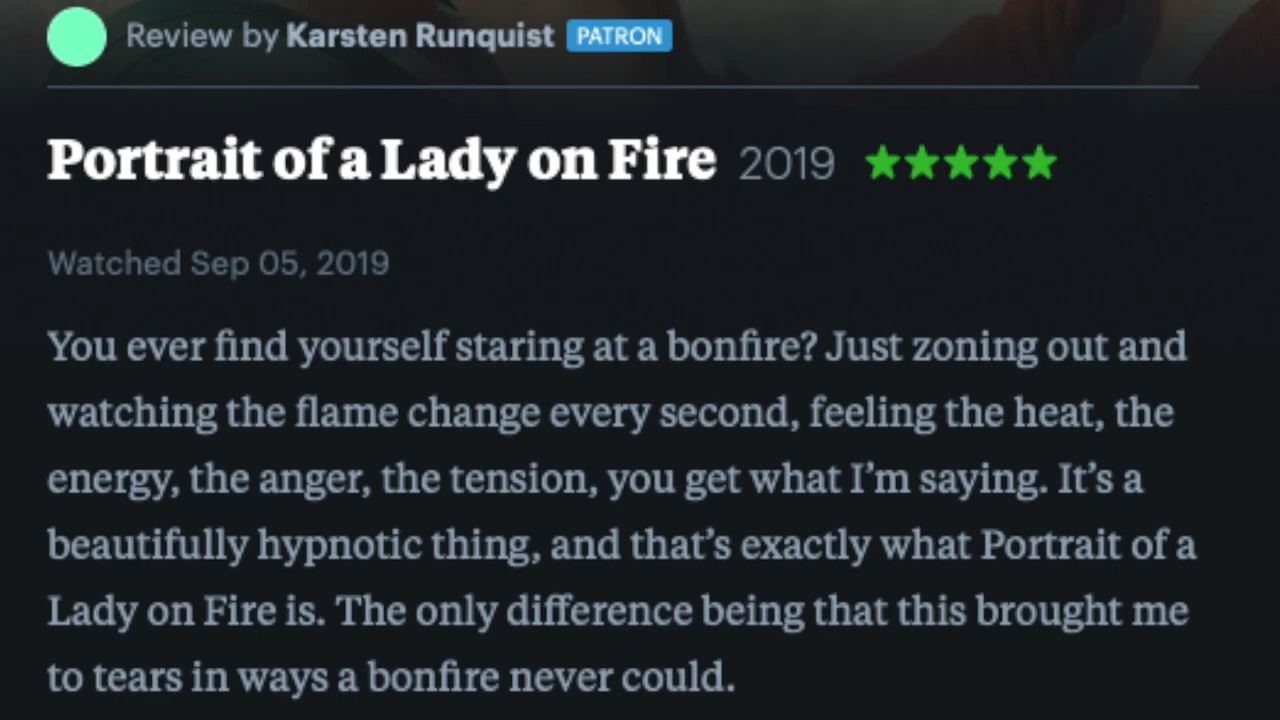 Review by Karsten Runquist PATRON
Portrait of a Lady on Fire 2019 ★★★★★
Watched Sep 05, 2019
You ever find yourself staring at a bonfire? Just zoning out and
watching the flame change every second, feeling the heat, the
energy, the anger, the tension, you get what I’m saying. It’s a
beautifully hypnotic thing, and that’s exactly what Portrait of a
Lady on Fire is. The only difference being that this brought me
to tears in ways a bonfire never could.